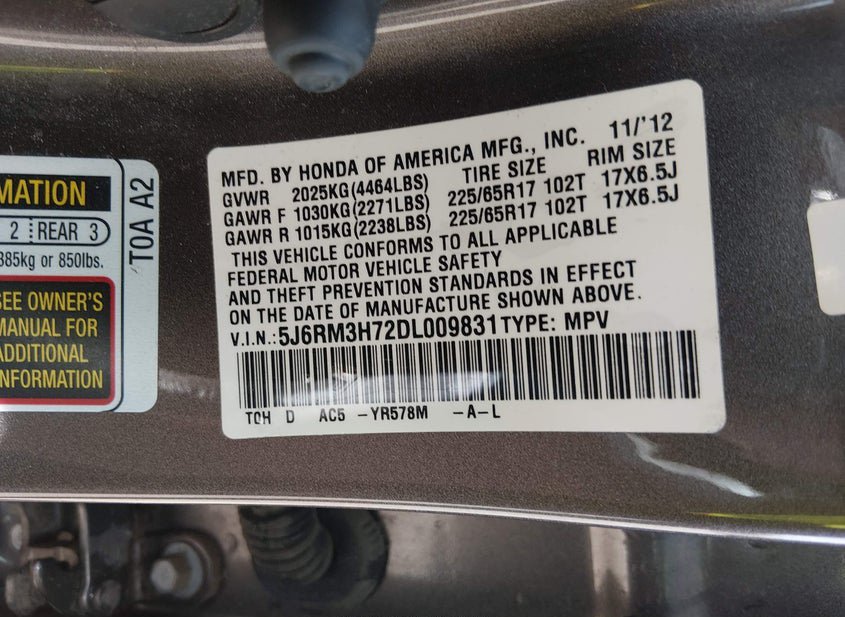 MATION
2 REAR 3
385kg or 850lbs.
SEE OWNER'S
MANUAL FOR
ADDITIONAL
INFORMATION
T0A A2
MFD. BY HONDA OF AMERICA MFG., INC. 11/'12
GVWR 2025KG(4464LBS) TIRE SIZE RIM SIZE
GAWR F 1030KG(2271LBS) 225/65R17 102T 17X6.5J
GAWR R 1015KG(2238LBS) 225/65R17 102T 17X6.5J
THIS VEHICLE CONFORMS TO ALL APPLICABLE
FEDERAL MOTOR VEHICLE SAFETY
AND THEFT PREVENTION STANDARDS IN EFFECT
ON THE DATE OF MANUFACTURE SHOWN ABOVE.
V.I.N.:5J6RM3H72DL009831TYPE: MPV
T0H D AC5 -YR578M -A-L